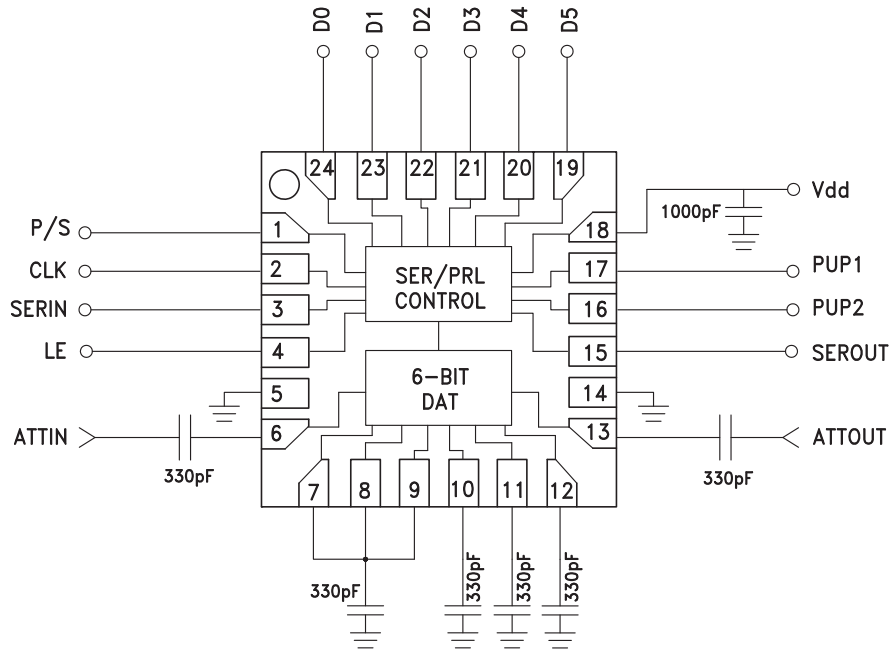 D0
D1
D2
D3
D4
D5
24
23
22
21
20
19
P/S
1
18
1000pF
Vdd
CLK
2
SER/PRL
CONTROL
17
PUP1
SERIN
3
16
PUP2
LE
4
15
SEROUT
5
6-BIT
DAT
14
ATTIN
6
13
ATTOUT
330pF
330pF
7
8
9
10
11
12
330pF
330pF
330pF
330pF